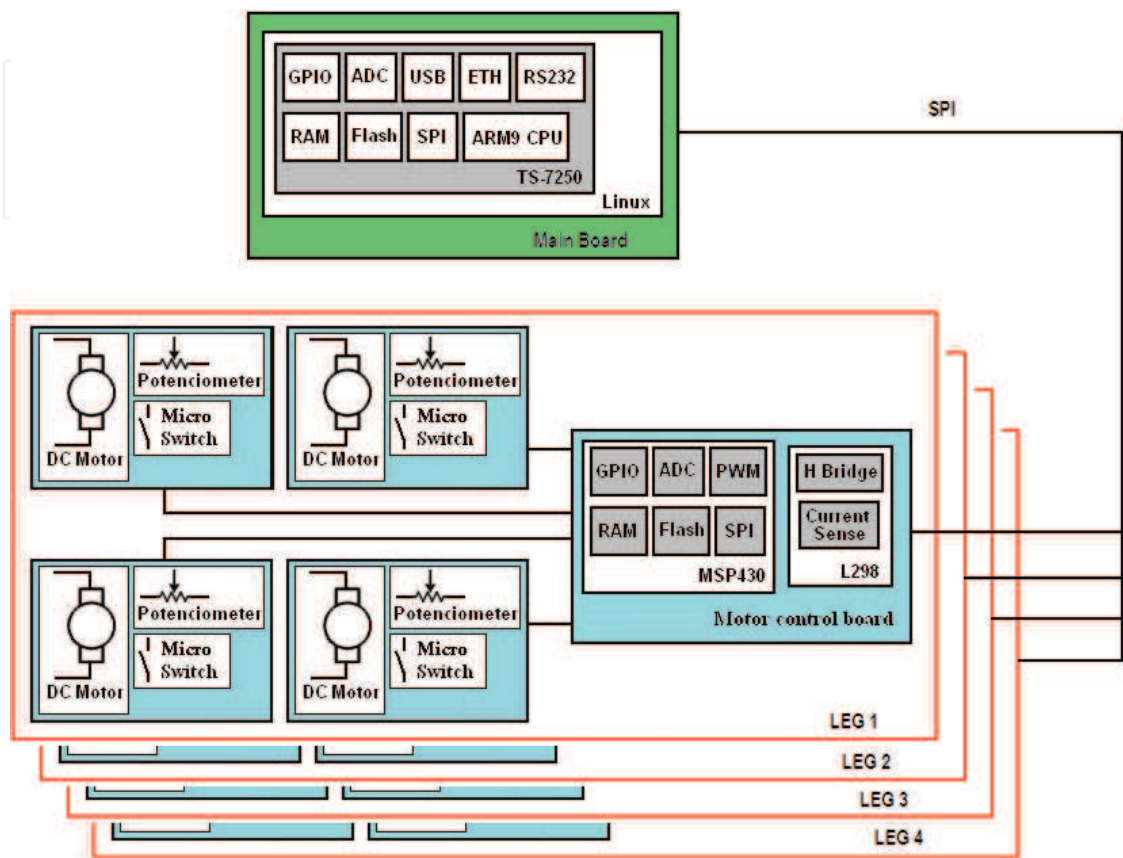 GPIO ADC USB ETH RS232
RAM Flash SPI ARM9 CPU
TS-7250
Linux
Main Board
SPI
DC Motor
Potenciometer
Micro
Switch
DC Motor
Potenciometer
Micro
Switch
DC Motor
Potenciometer
Micro
Switch
DC Motor
Potenciometer
Micro
Switch
GPIO ADC PWM
RAM Flash SPI
MSP430
H Bridge
Current
Sense
L298
Motor control board
LEG 1
LEG 2
LEG 3
LEG 4